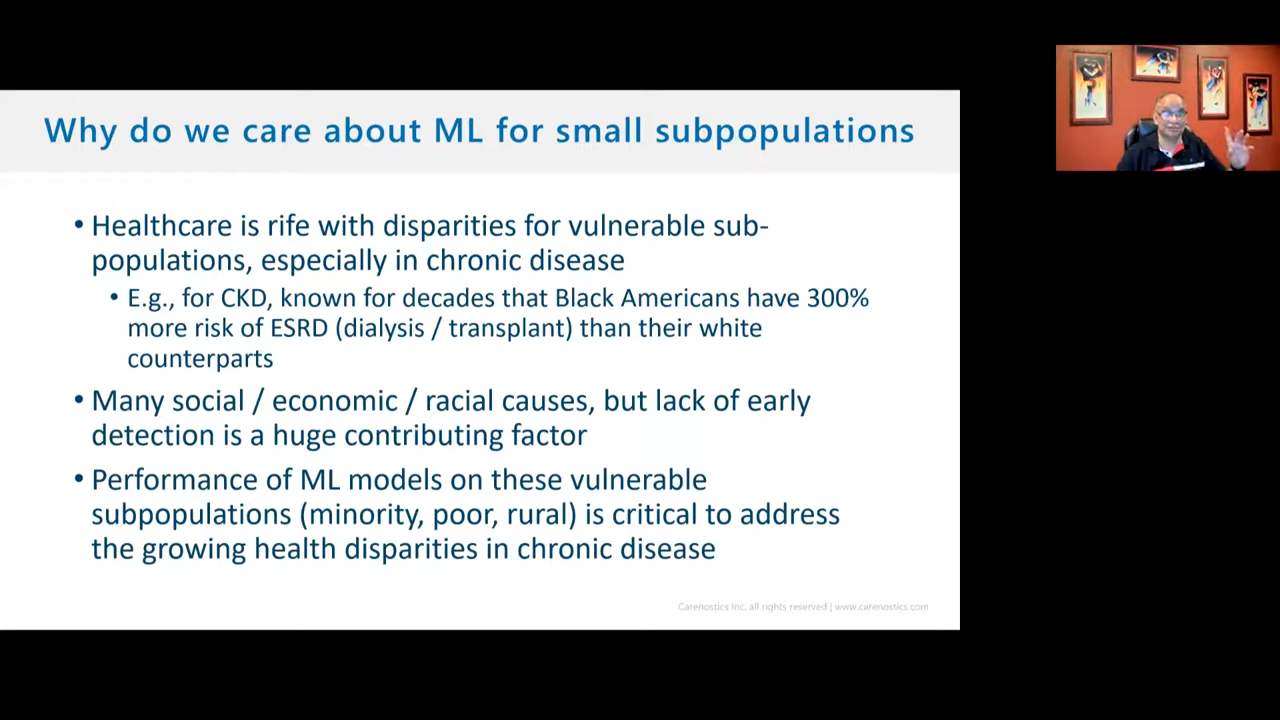 Why do we care about ML for small subpopulations
• Healthcare is rife with disparities for vulnerable sub-
populations, especially in chronic disease
• E.g., for CKD, known for decades that Black Americans have 300%
more risk of ESRD (dialysis / transplant) than their white
counterparts
• Many social / economic / racial causes, but lack of early
detection is a huge contributing factor
• Performance of ML models on these vulnerable
subpopulations (minority, poor, rural) is critical to address
the growing health disparities in chronic disease
Carenostics Inc. all rights reserved | www.carenostics.com